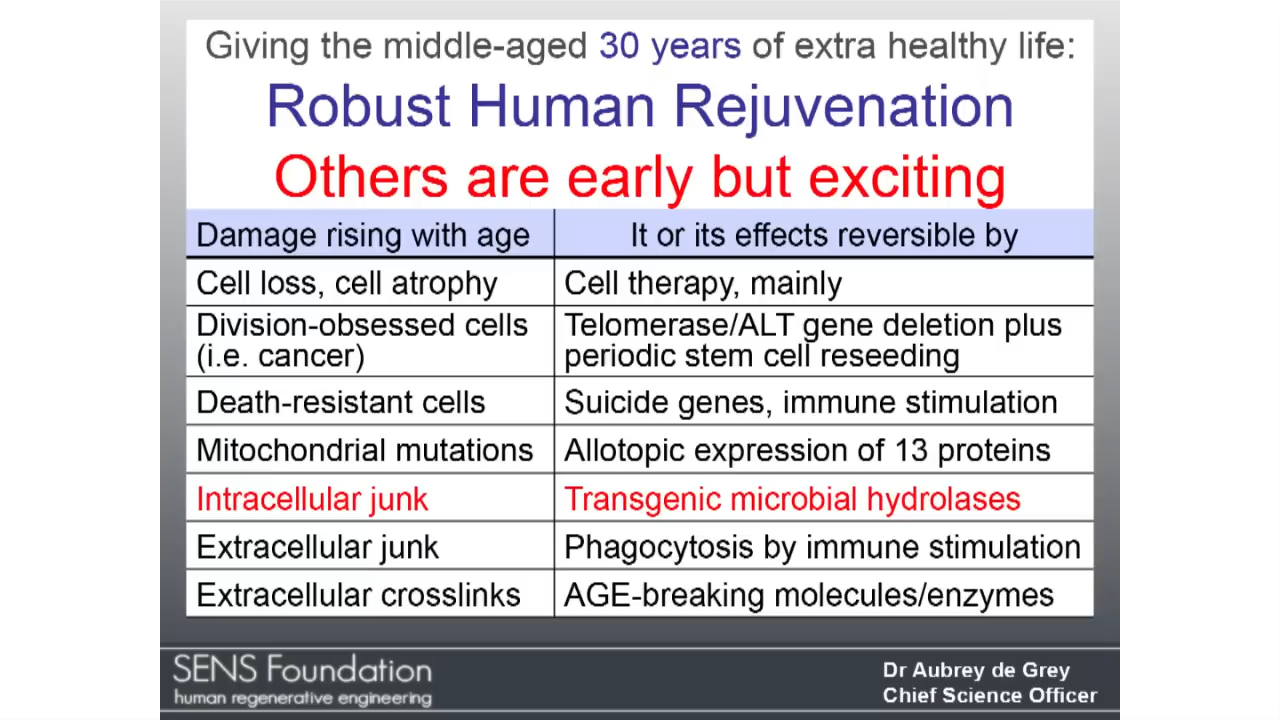 Giving the middle-aged 30 years of extra healthy life:
Robust Human Rejuvenation
Others are early but exciting
Damage rising with age
It or its effects reversible by
Cell loss, cell atrophy
Cell therapy, mainly
Division-obsessed cells
(i.e. cancer)
Telomerase/ALT gene deletion plus
periodic stem cell reseeding
Death-resistant cells
Suicide genes, immune stimulation
Mitochondrial mutations
Allotopic expression of 13 proteins
Intracellular junk
Transgenic microbial hydrolases
Extracellular junk
Phagocytosis by immune stimulation
Extracellular crosslinks
AGE-breaking molecules/enzymes
SENS Foundation
human regenerative engineering
Dr Aubrey de Grey
Chief Science Officer